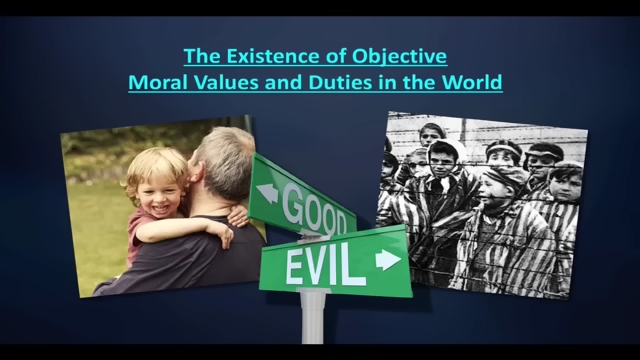 The Existence of Objective
Moral Values and Duties in the World
GOOD
EVIL